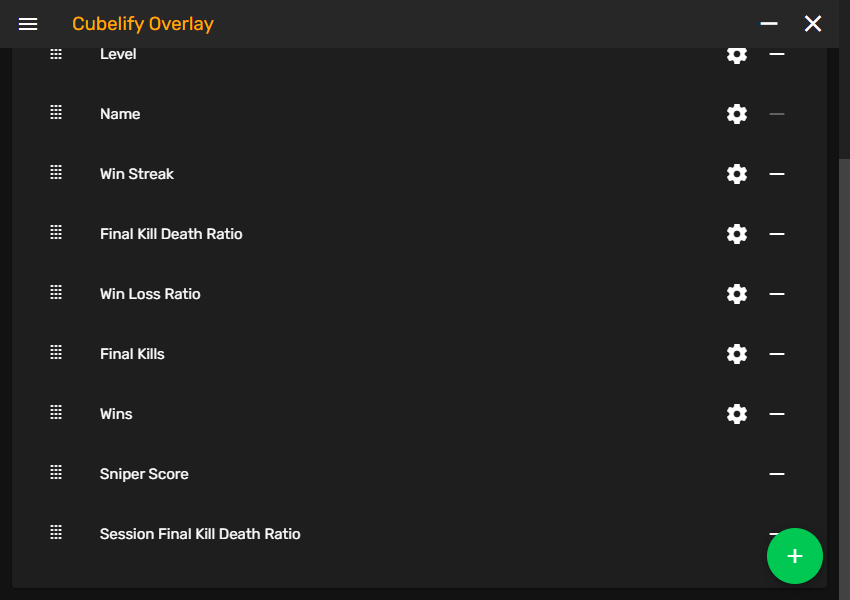 Cubelify Overlay
Level
Name
Win Streak
Final Kill Death Ratio
Win Loss Ratio
Final Kills
Wins
Sniper Score
Session Final Kill Death Ratio